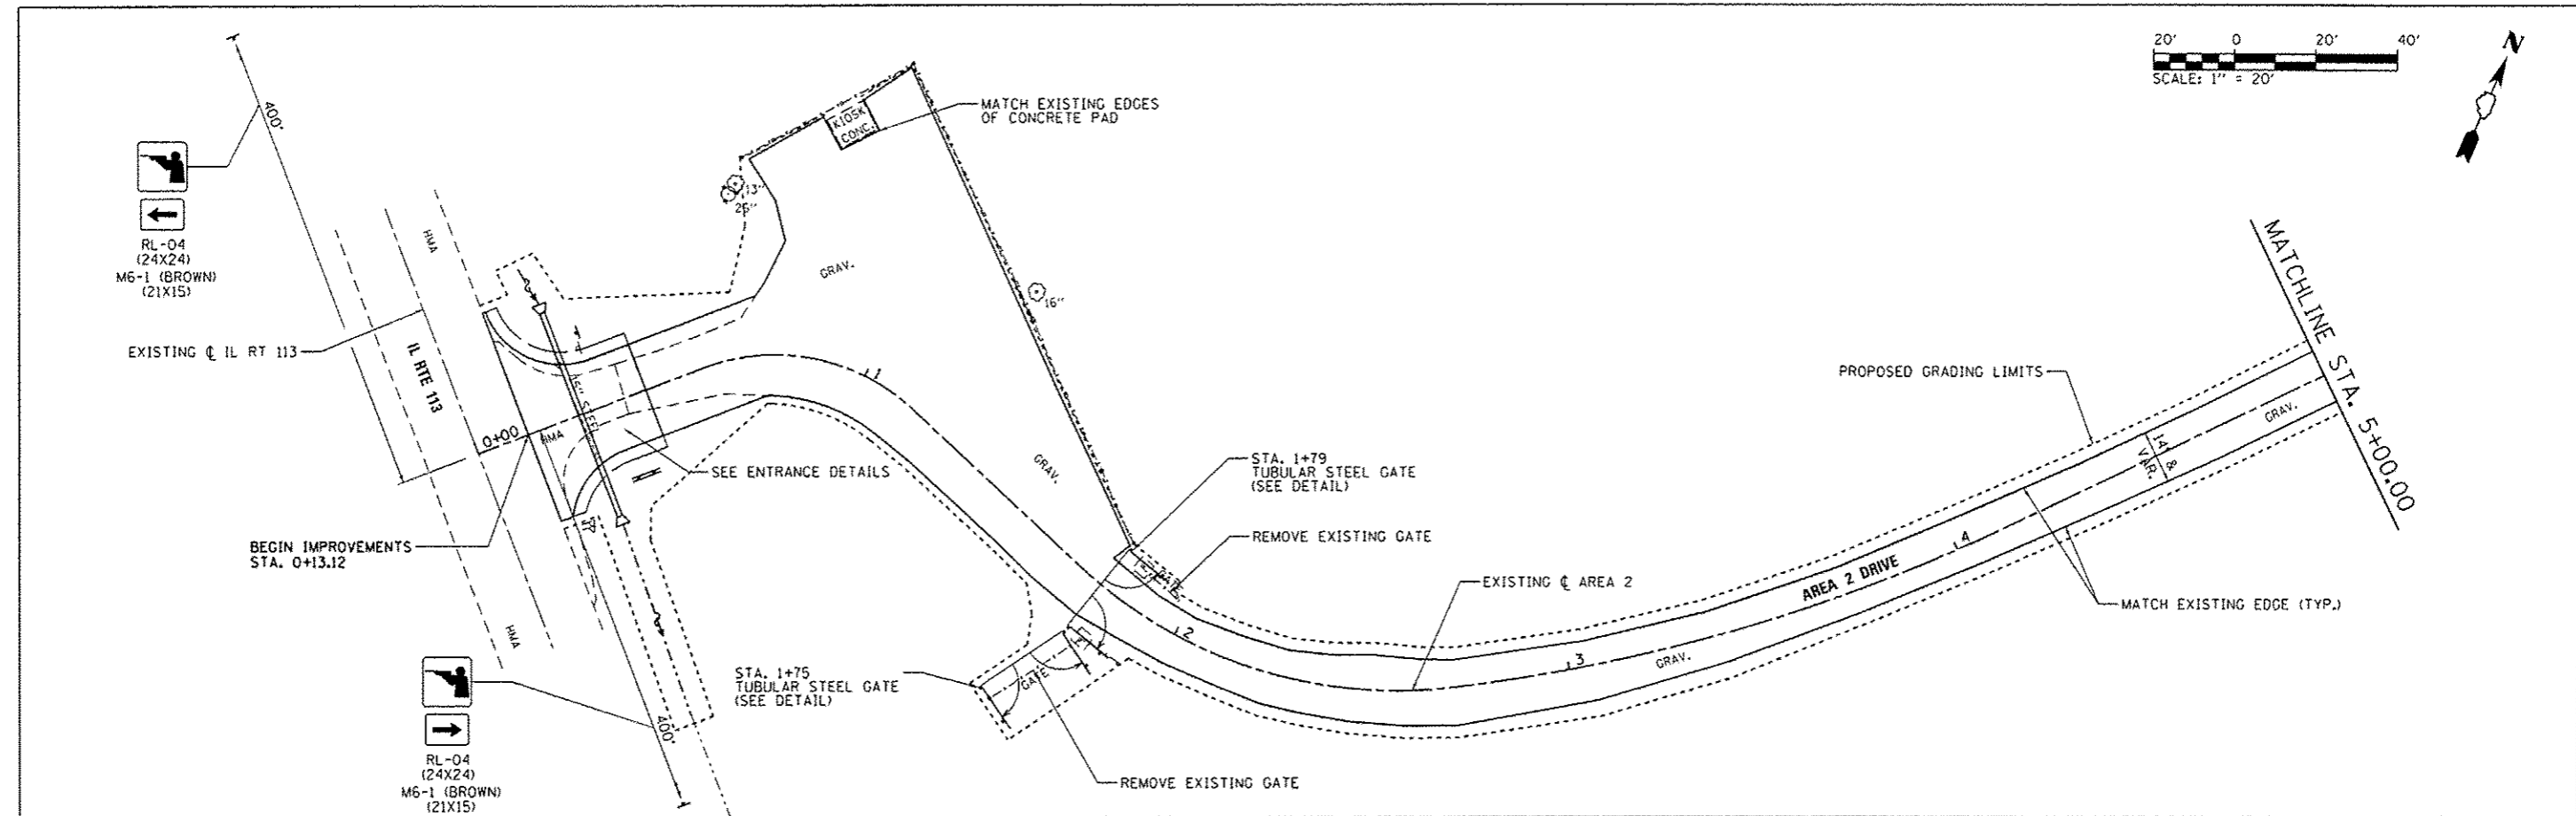 20' 0 20' 40'
SCALE: 1" = 20'
N
400'
RL-04
(24X24)
M6-1 (BROWN)
(21X15)
HMA
EXISTING ℄ IL RT 113
IL RTE 113
0+00
HMA
15" STEEL
BEGIN IMPROVEMENTS
STA. 0+13.12
SEE ENTRANCE DETAILS
HMA
RL-04
(24X24)
M6-1 (BROWN)
(21X15)
400'
KIOSK
CONC.
MATCH EXISTING EDGES
OF CONCRETE PAD
13"
26"
GRAV.
16"
1
GRAV.
STA. 1+79
TUBULAR STEEL GATE
(SEE DETAIL)
REMOVE EXISTING GATE
GATE
2
STA. 1+75
TUBULAR STEEL GATE
(SEE DETAIL)
GATE
REMOVE EXISTING GATE
EXISTING ℄ AREA 2
3
GRAV.
AREA 2 DRIVE
4
PROPOSED GRADING LIMITS
14' &
VAR.
GRAV.
MATCH EXISTING EDGE (TYP.)
MATCHLINE STA. 5+00.00